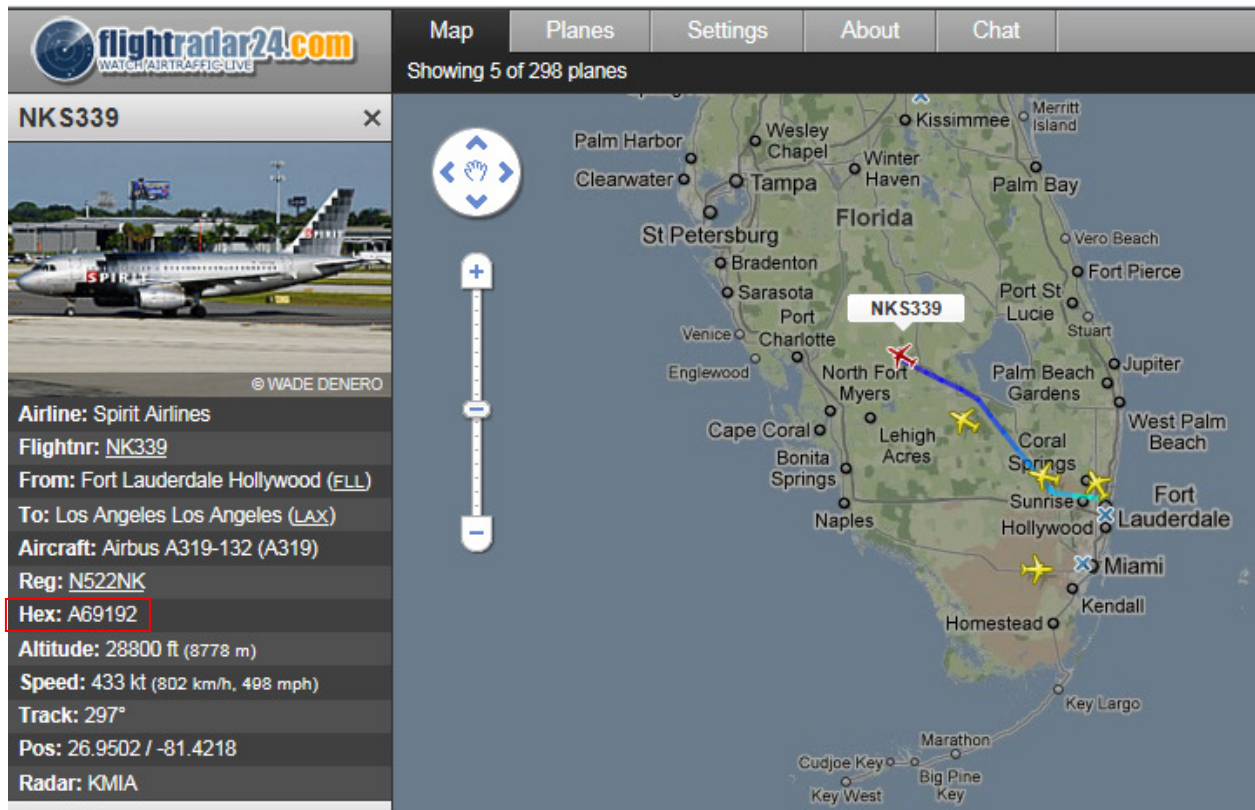 flightradar24.com
WATCH AIRTRAFFIC LIVE
Map
Planes
Settings
About
Chat
Showing 5 of 298 planes
NKS339
×
SPIRIT
© WADE DENERO
Airline: Spirit Airlines
Flightnr: NK339
From: Fort Lauderdale Hollywood (FLL)
To: Los Angeles Los Angeles (LAX)
Aircraft: Airbus A319-132 (A319)
Reg: N522NK
Hex: A69192
Altitude: 28800 ft (8778 m)
Speed: 433 kt (802 km/h, 498 mph)
Track: 297°
Pos: 26.9502 / -81.4218
Radar: KMIA
Merritt
Island
Kissimmee
Wesley
Chapel
Palm Harbor
Winter
Haven
Clearwater
Tampa
Palm Bay
Florida
St Petersburg
Vero Beach
Bradenton
Fort Pierce
Sarasota
Port St
Lucie
NKS339
Port
Charlotte
Stuart
Venice
Englewood
North Fort
Myers
Palm Beach
Gardens
Jupiter
Cape Coral
Lehigh
Acres
West Palm
Beach
Coral
Springs
Bonita
Springs
Sunrise
Fort
Lauderdale
Naples
Hollywood
Miami
Kendall
Homestead
Key Largo
Marathon
Cudjoe Key
Big Pine
Key
Key West